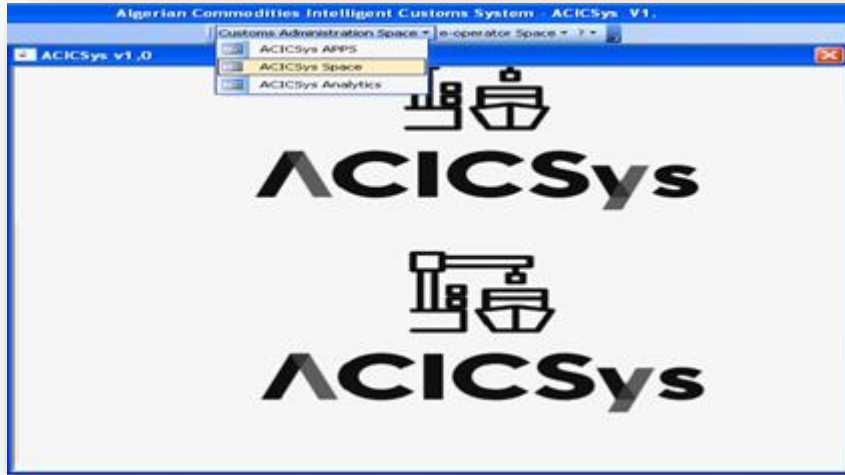 Algerian Commodities Intelligent Customs System - ACICSys V1.
Customs Administration Space e-operator Space ?
ACICSys v1,0
ACICSys APPS
ACICSys Space
ACICSys Analytics
ACICSys
ACICSys